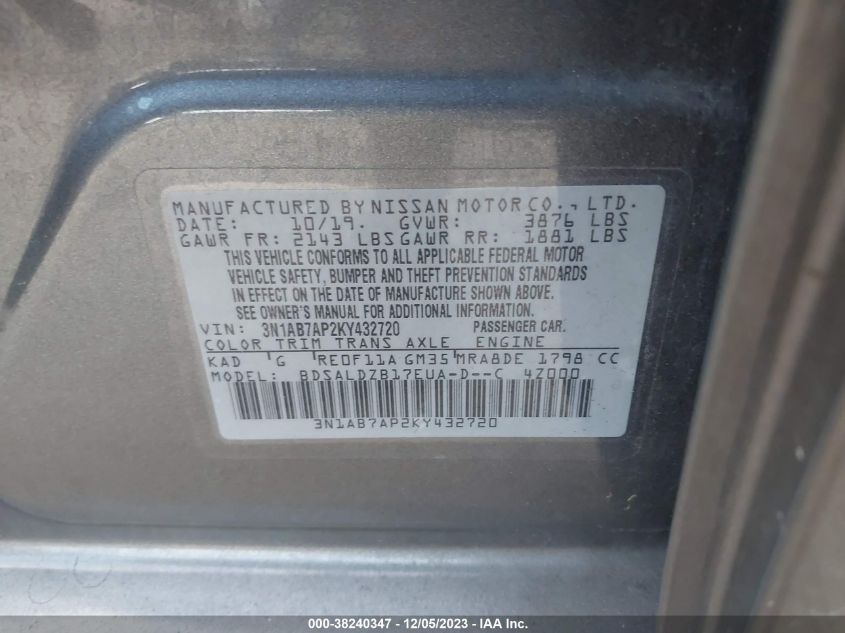 MANUFACTURED BY NISSAN MOTOR CO., LTD.
DATE: 10/19. GVWR: 3876 LBS
GAWR FR: 2143 LBS GAWR RR: 1881 LBS
THIS VEHICLE CONFORMS TO ALL APPLICABLE FEDERAL MOTOR
VEHICLE SAFETY, BUMPER AND THEFT PREVENTION STANDARDS
IN EFFECT ON THE DATE OF MANUFACTURE SHOWN ABOVE.
SEE OWNER'S MANUAL FOR ADDITIONAL INFORMATION.
VIN: 3N1AB7AP2KY432720 PASSENGER CAR.
COLOR TRIM TRANS AXLE ENGINE
KAD G RE0F11A GM35 MRA8DE 1798 CC
MODEL: BDSALDZB17EUA-D--C 4Z000
3N1AB7AP2KY432720
000-38240347 - 12/05/2023 - IAA Inc.